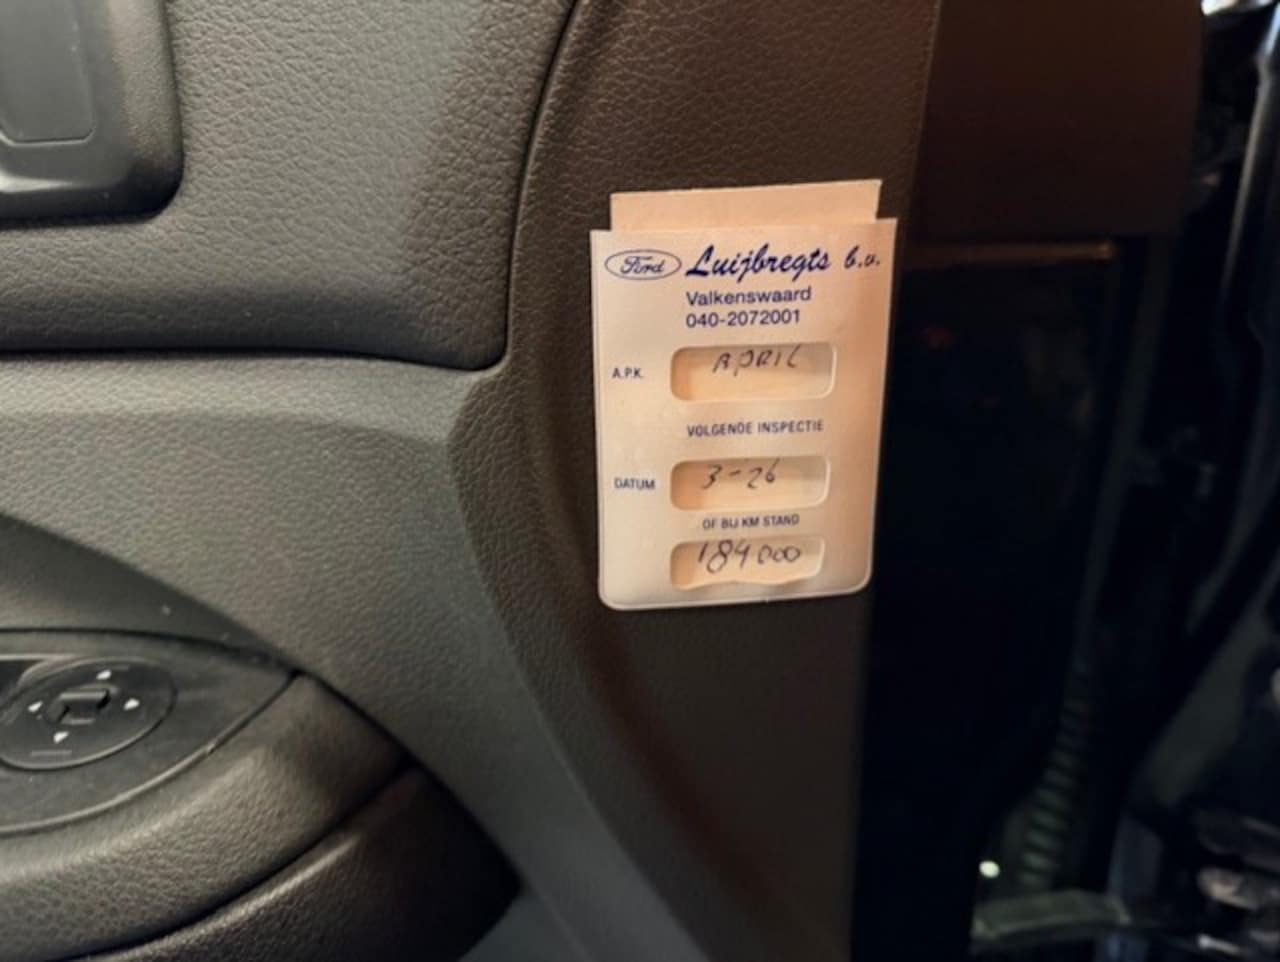 Ford Luijbregts b.v.
Valkenswaard
040-2072001
A.P.K. APRIL
VOLGENDE INSPECTIE
DATUM 3-26
OF BIJ KM STAND
184000